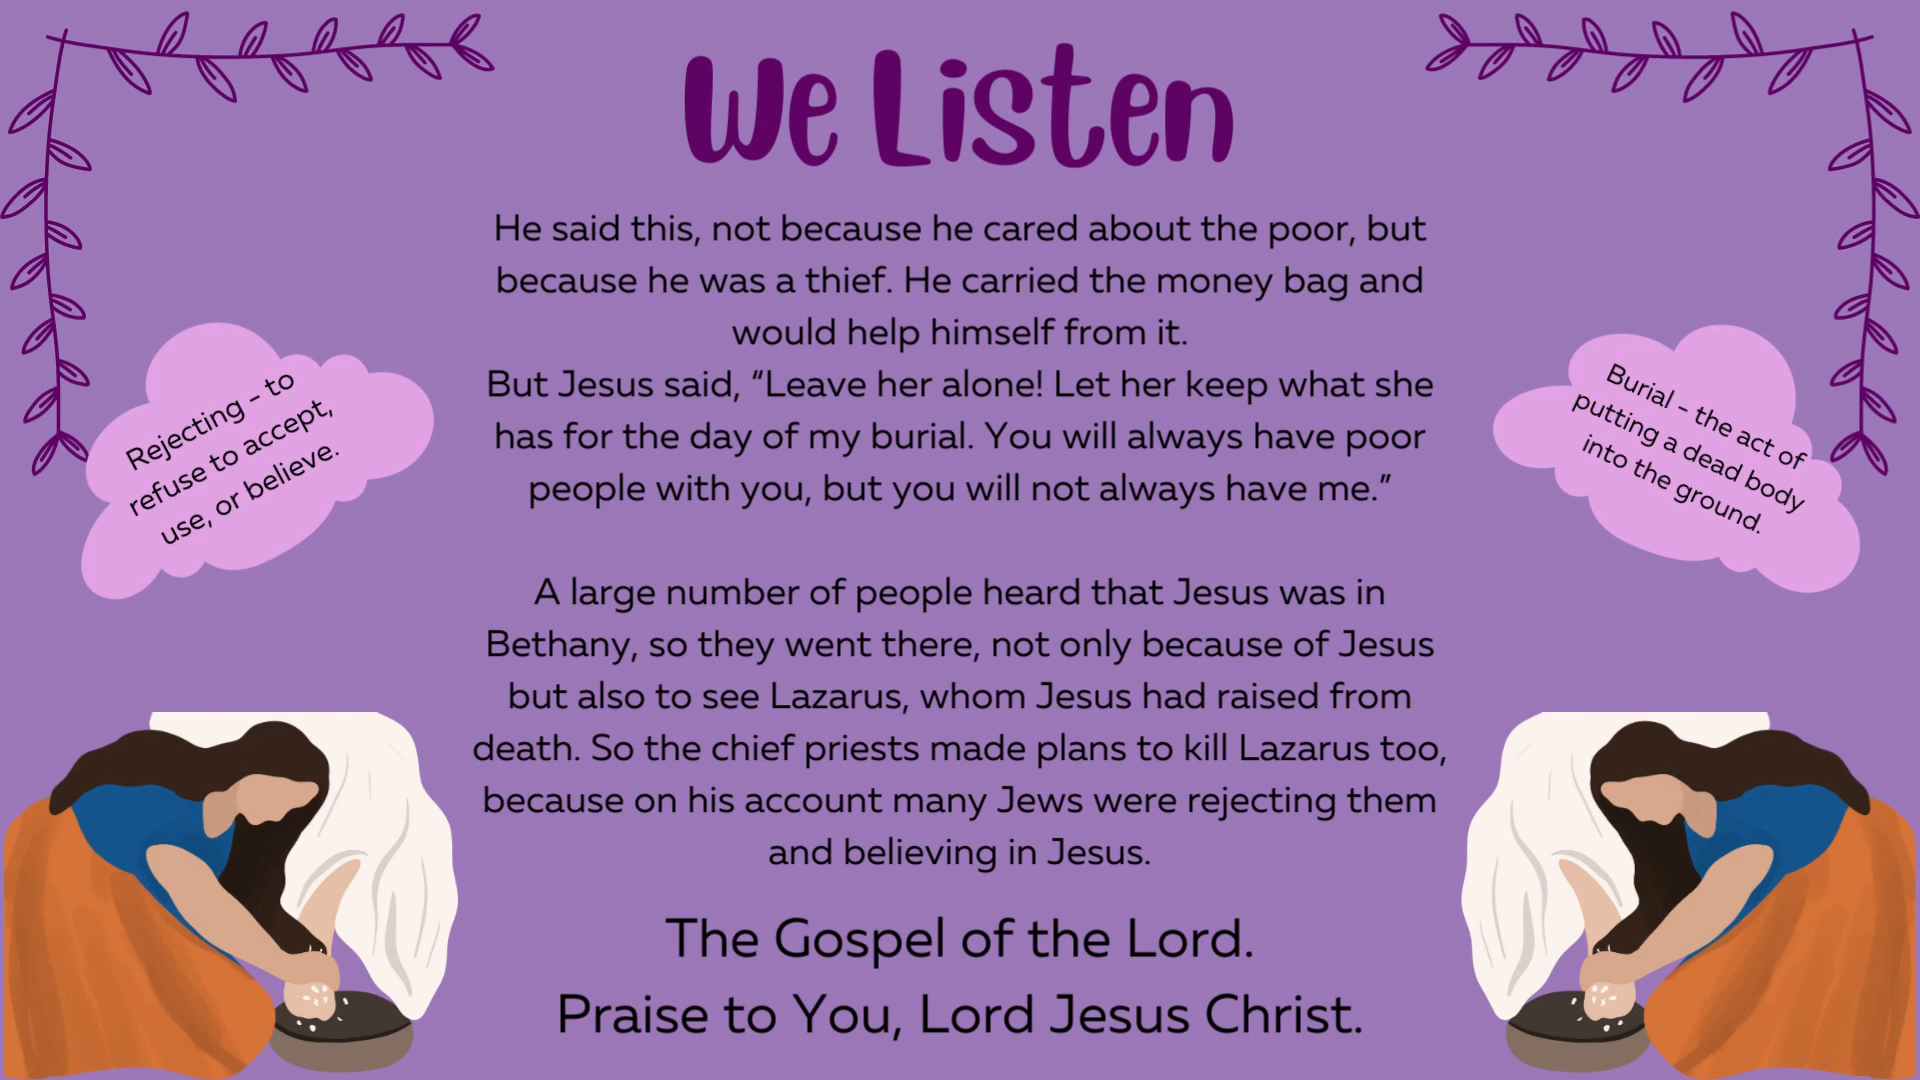 We Listen
He said this, not because he cared about the poor, but
because he was a thief. He carried the money bag and
would help himself from it.
But Jesus said, “Leave her alone! Let her keep what she
has for the day of my burial. You will always have poor
people with you, but you will not always have me.”
A large number of people heard that Jesus was in
Bethany, so they went there, not only because of Jesus
but also to see Lazarus, whom Jesus had raised from
death. So the chief priests made plans to kill Lazarus too,
because on his account many Jews were rejecting them
and believing in Jesus.
The Gospel of the Lord.
Praise to You, Lord Jesus Christ.
Rejecting - to
refuse to accept,
use, or believe.
Burial - the act of
putting a dead body
into the ground.